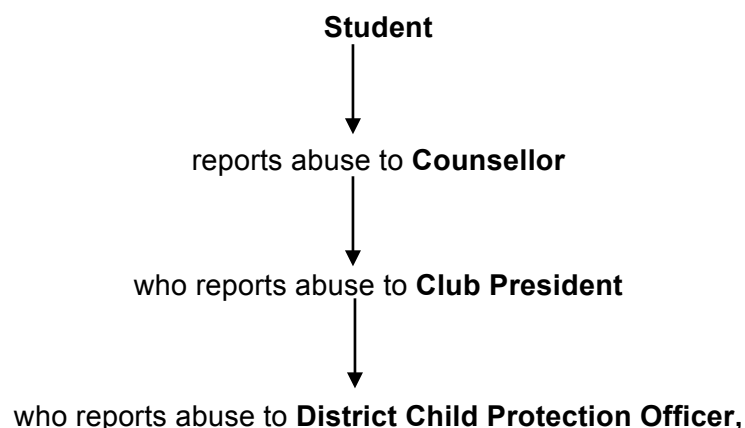 Student
reports abuse to Counsellor
who reports abuse to Club President
who reports abuse to District Child Protection Officer,